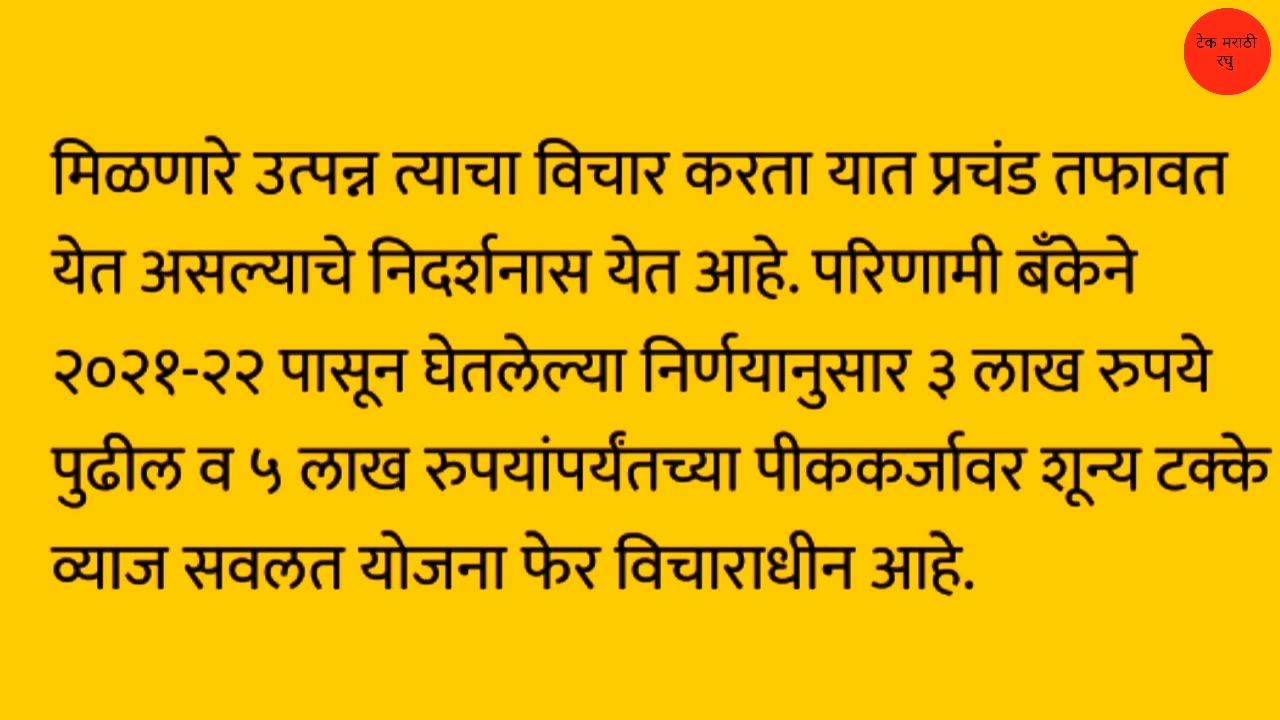 टेक मराठी
रघु
मिळणारे उत्पन्न त्याचा विचार करता यात प्रचंड तफावत
येत असल्याचे निदर्शनास येत आहे. परिणामी बँकेने
२०२१-२२ पासून घेतलेल्या निर्णयानुसार ३ लाख रुपये
पुढील व ५ लाख रुपयांपर्यंतच्या पीककर्जावर शून्य टक्के
व्याज सवलत योजना फेर विचाराधीन आहे.